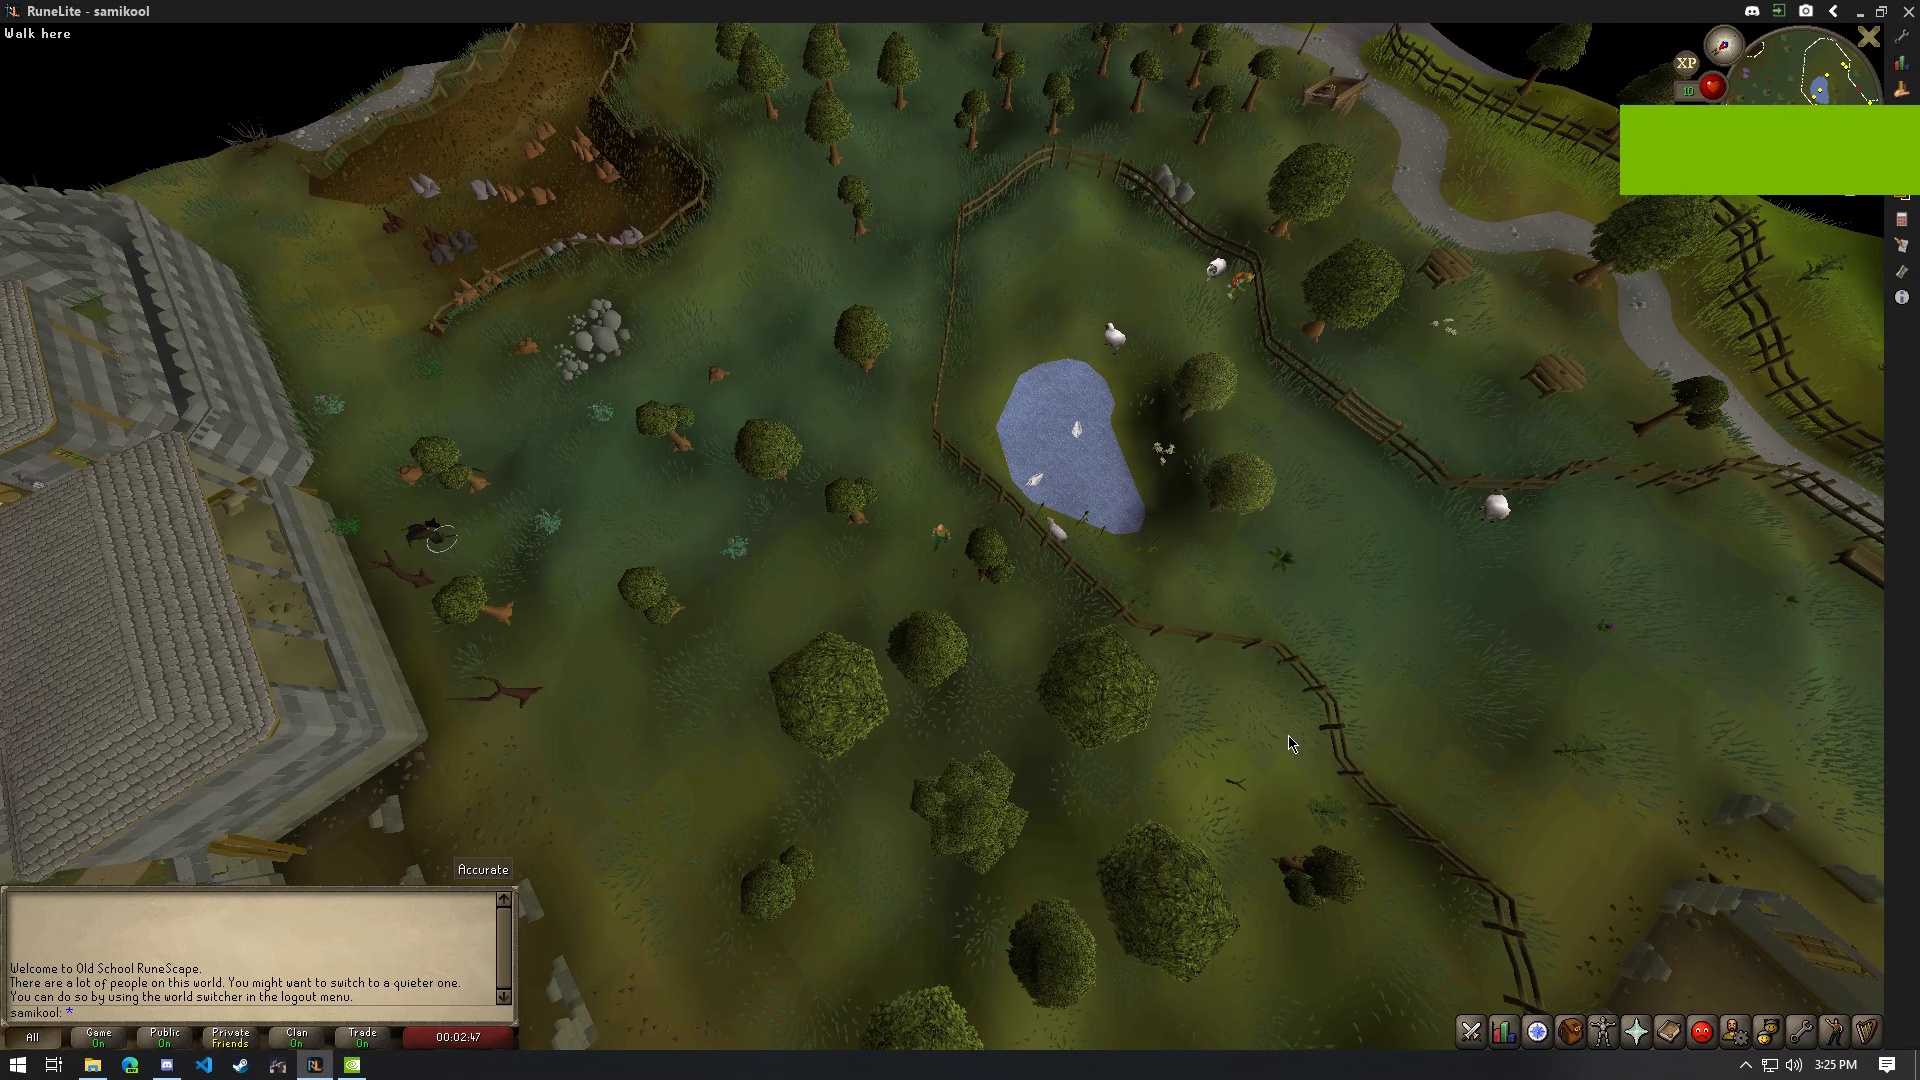 RuneLite - samikool
Walk here
XP
10
Accurate
Welcome to Old School RuneScape.
There are a lot of people on this world. You might want to switch to a quieter one.
You can do so by using the world switcher in the logout menu.
samikool: *
All
Game
On
Public
On
Private
Friends
Clan
On
Trade
On
00:02:47
3:25 PM